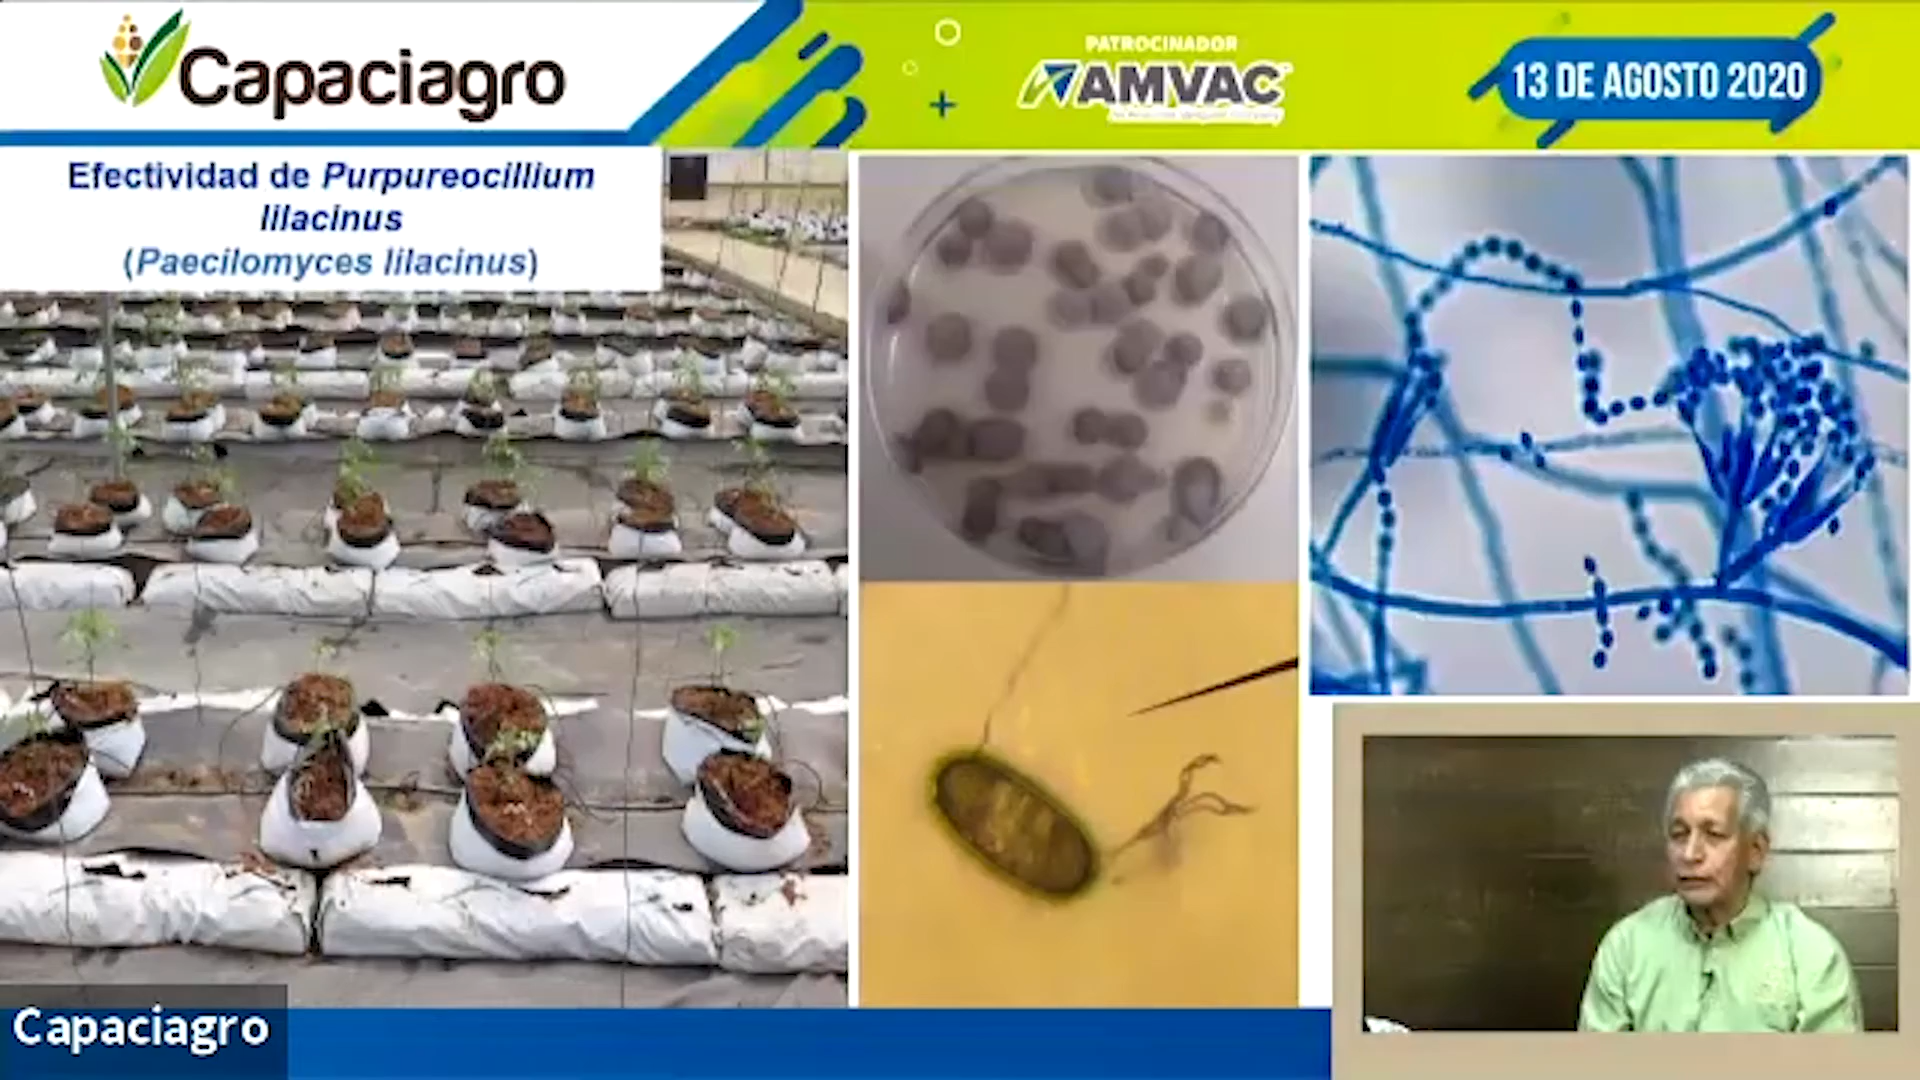 Capaciagro
PATROCINADOR
AMVAC
13 DE AGOSTO 2020
Efectividad de Purpureocillium
lilacinus
(Paecilomyces lilacinus)
Capaciagro